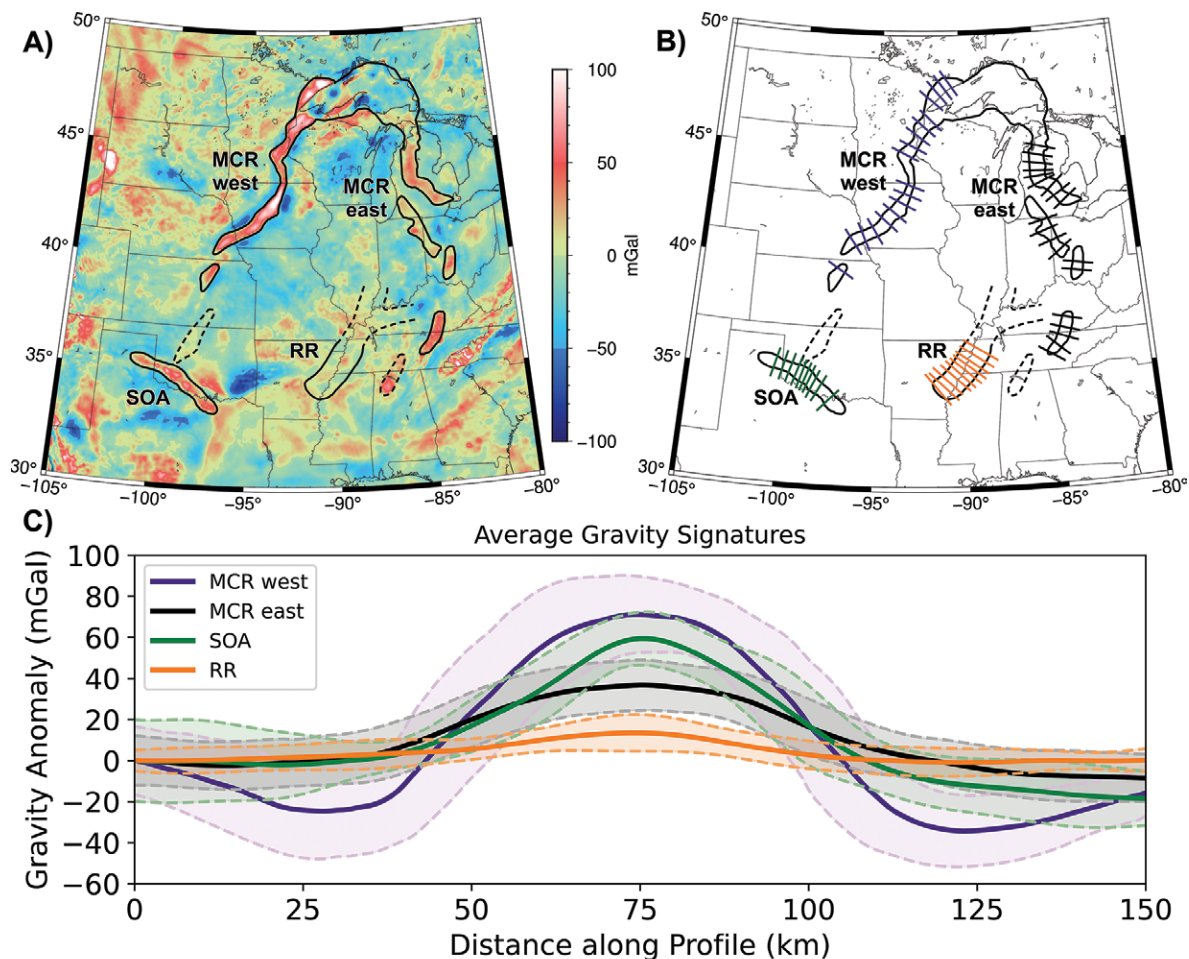 A)
50°
45°
40°
35°
30°
−105
−100
−95
−90
−85
−80
MCR
west
MCR
east
RR
SOA
100
50
0
−50
−100
mGal
B)
50°
45°
40°
35°
30°
−105
−100
−95
−90
−85
−80°
MCR
west
MCR
east
RR
SOA
C)
Average Gravity Signatures
Gravity Anomaly (mGal)
100
80
60
40
20
0
−20
−40
−60
MCR west
MCR east
SOA
RR
0
25
50
75
100
125
150
Distance along Profile (km)